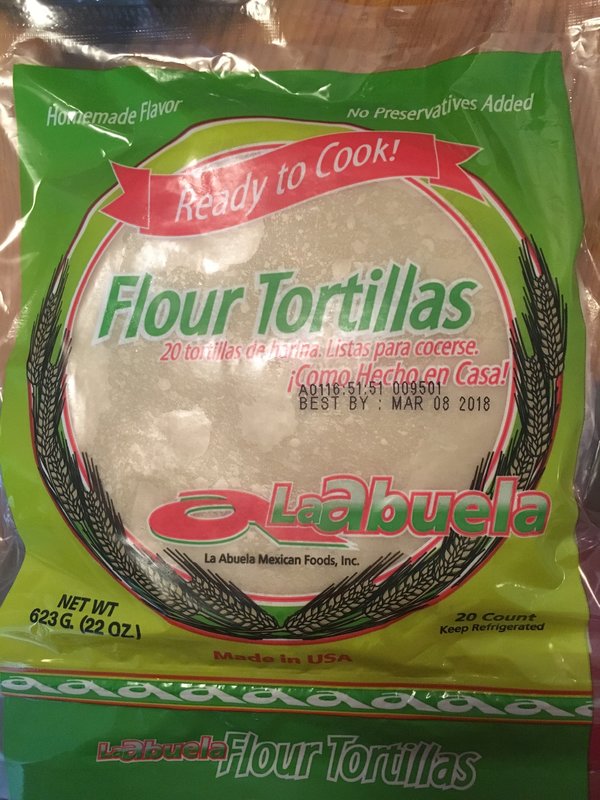 Homemade Flavor
No Preservatives Added
Ready to Cook!
Flour Tortillas
20 tortillas de harina. Listas para cocerse.
¡Como Hecho en Casa!
A0116:51:51 009501
BEST BY : MAR 08 2018
a LaabueLa
La Abuela Mexican Foods, Inc.
NET WT
623 G. (22 OZ.)
20 Count
Keep Refrigerated
Made in USA
Laabuela Flour Tortillas